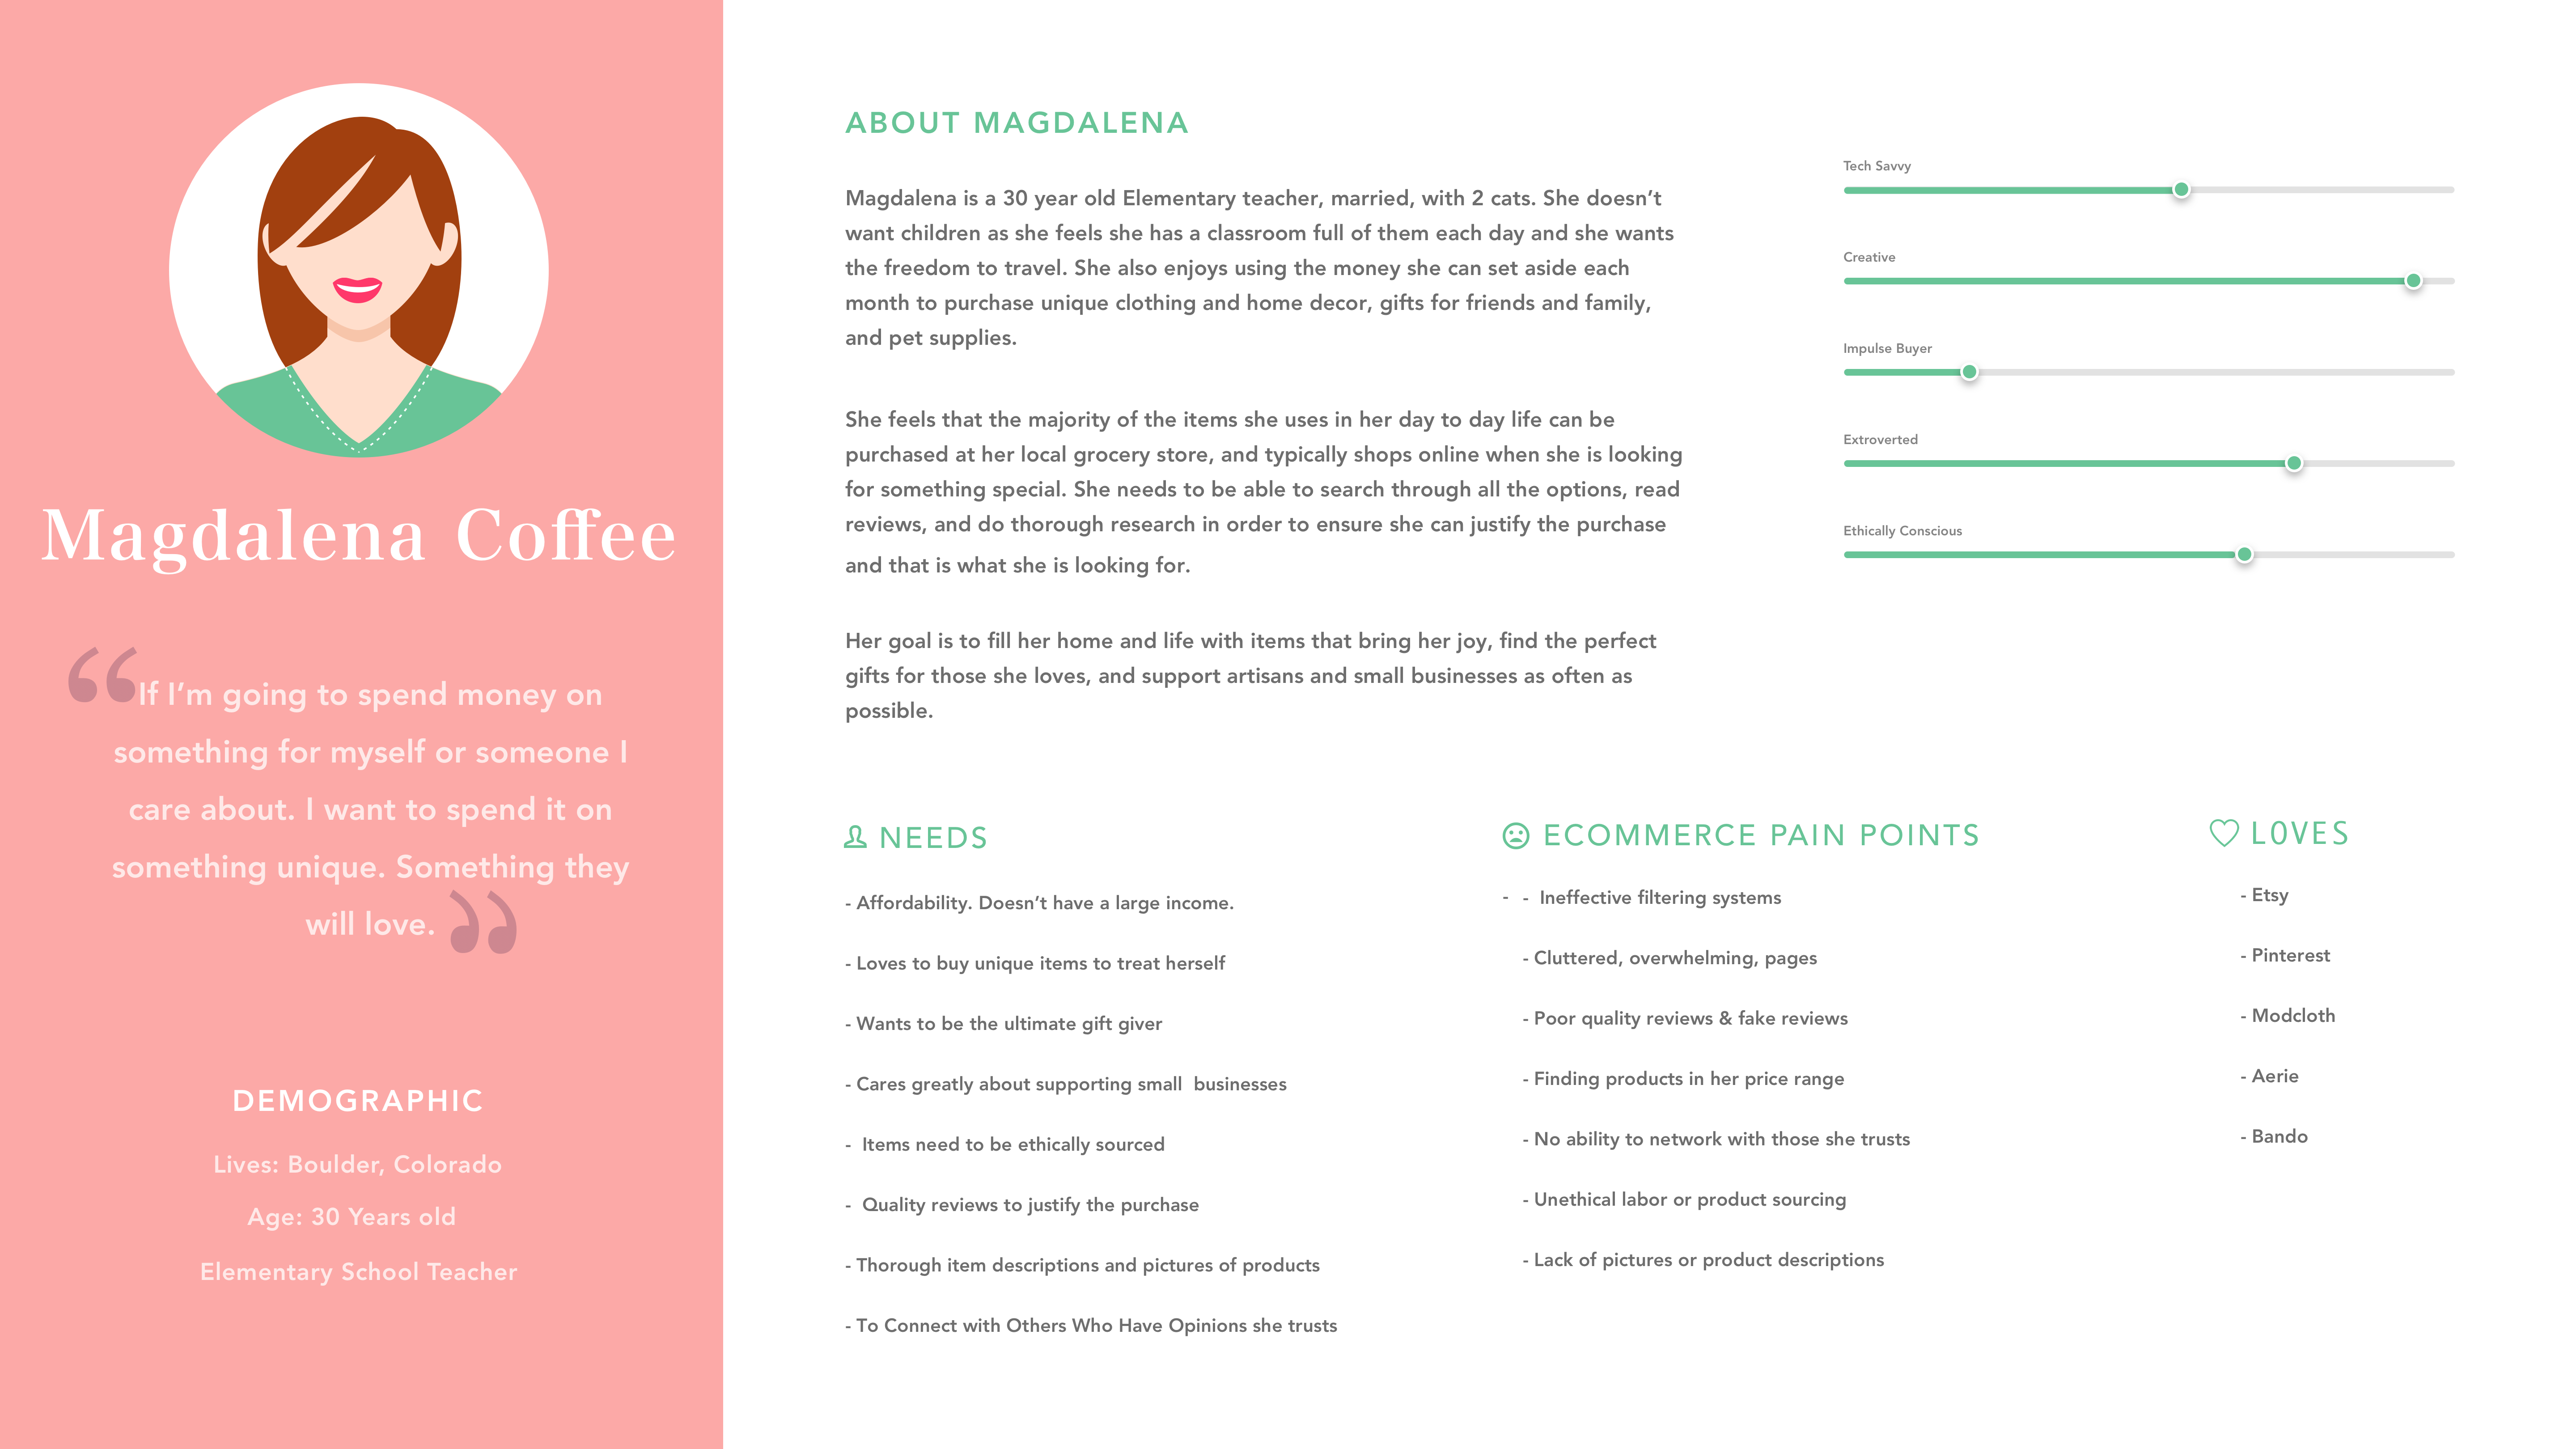 Magdalena Coffee
“If I’m going to spend money on
something for myself or someone I
care about. I want to spend it on
something unique. Something they
will love. ”
DEMOGRAPHIC
Lives: Boulder, Colorado
Age: 30 Years old
Elementary School Teacher
ABOUT MAGDALENA
Magdalena is a 30 year old Elementary teacher, married, with 2 cats. She doesn’t
want children as she feels she has a classroom full of them each day and she wants
the freedom to travel. She also enjoys using the money she can set aside each
month to purchase unique clothing and home decor, gifts for friends and family,
and pet supplies.
She feels that the majority of the items she uses in her day to day life can be
purchased at her local grocery store, and typically shops online when she is looking
for something special. She needs to be able to search through all the options, read
reviews, and do thorough research in order to ensure she can justify the purchase
and that is what she is looking for.
Her goal is to fill her home and life with items that bring her joy, find the perfect
gifts for those she loves, and support artisans and small businesses as often as
possible.
Tech Savvy
Creative
Impulse Buyer
Extroverted
Ethically Conscious
NEEDS
- Affordability. Doesn’t have a large income.
- Loves to buy unique items to treat herself
- Wants to be the ultimate gift giver
- Cares greatly about supporting small  businesses
-  Items need to be ethically sourced
-  Quality reviews to justify the purchase
- Thorough item descriptions and pictures of products
- To Connect with Others Who Have Opinions she trusts
ECOMMERCE PAIN POINTS
- -  Ineffective filtering systems
- Cluttered, overwhelming, pages
- Poor quality reviews & fake reviews
- Finding products in her price range
- No ability to network with those she trusts
- Unethical labor or product sourcing
- Lack of pictures or product descriptions
LOVES
- Etsy
- Pinterest
- Modcloth
- Aerie
- Bando